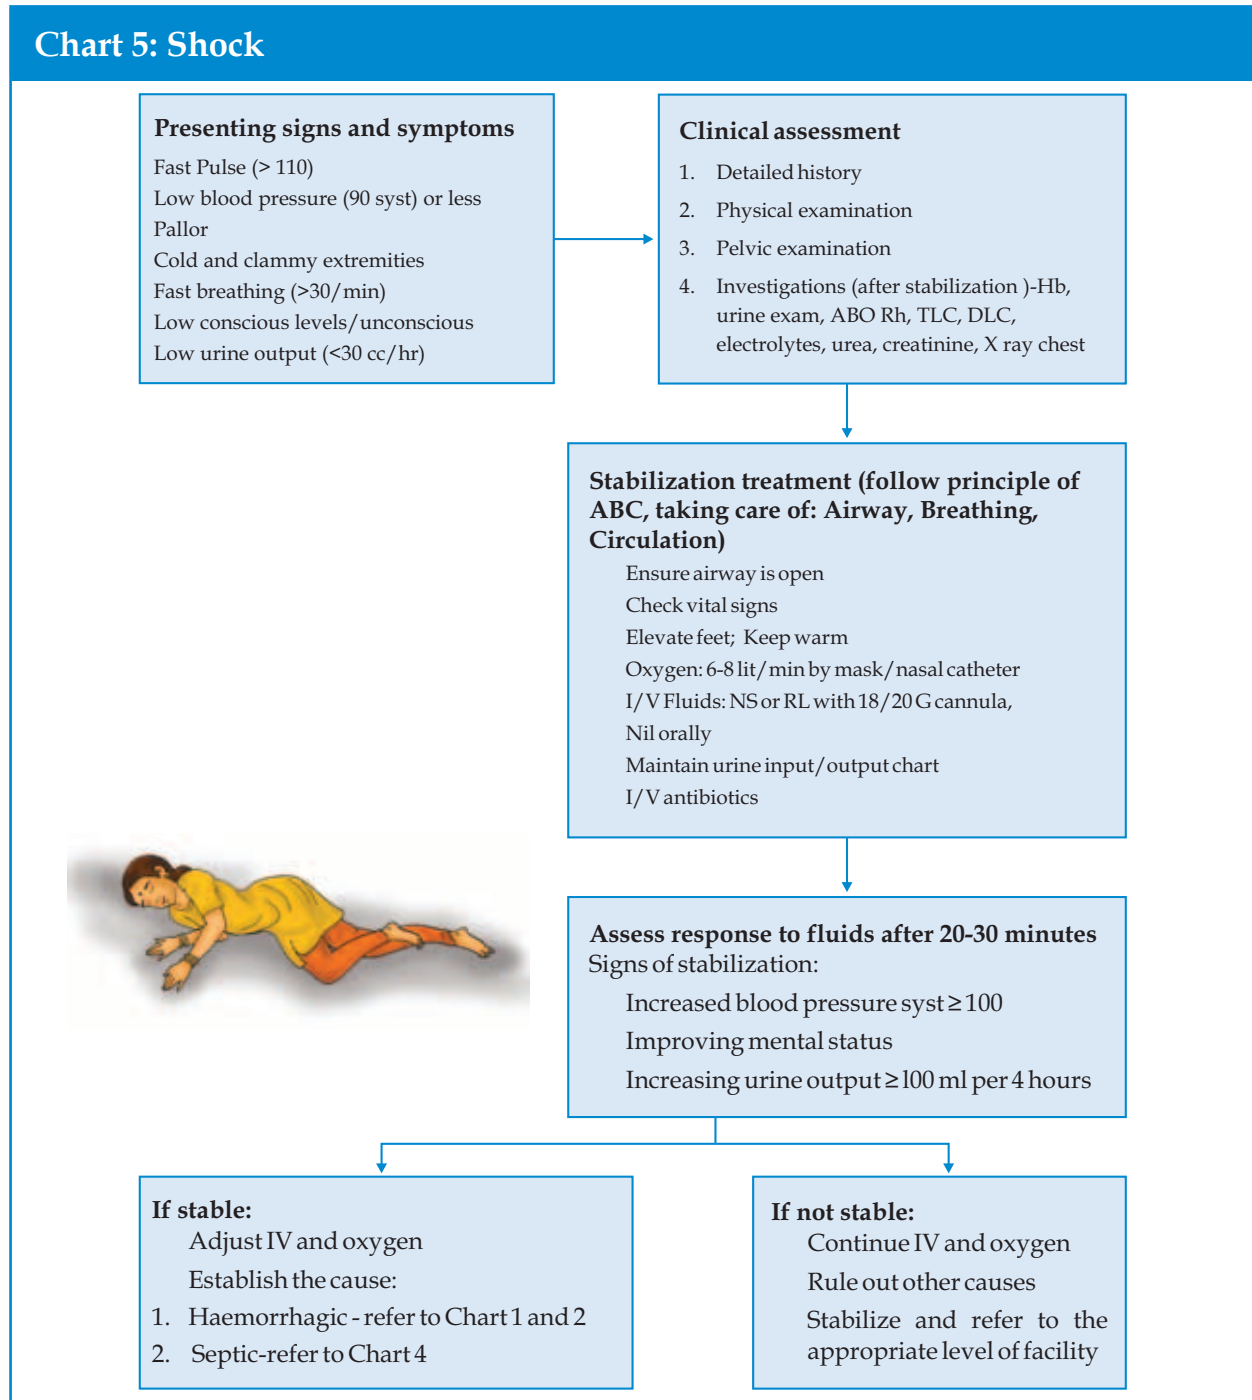 Chart 5: Shock
Presenting signs and symptoms
Fast Pulse (> 110)
Low blood pressure (90 syst) or less
Pallor
Cold and clammy extremities
Fast breathing (>30/min)
Low conscious levels/unconscious
Low urine output (<30 cc/hr)
Clinical assessment
1. Detailed history
2. Physical examination
3. Pelvic examination
4. Investigations (after stabilization )-Hb,
urine exam, ABO Rh, TLC, DLC,
electrolytes, urea, creatinine, X ray chest
Stabilization treatment (follow principle of
ABC, taking care of: Airway, Breathing,
Circulation)
Ensure airway is open
Check vital signs
Elevate feet; Keep warm
Oxygen: 6-8 lit/min by mask/nasal catheter
I/V Fluids: NS or RL with 18/20 G cannula,
Nil orally
Maintain urine input/output chart
I/V antibiotics
Assess response to fluids after 20-30 minutes
Signs of stabilization:
Increased blood pressure syst ≥ 100
Improving mental status
Increasing urine output ≥ l00 ml per 4 hours
If stable:
Adjust IV and oxygen
Establish the cause:
1. Haemorrhagic - refer to Chart 1 and 2
2. Septic-refer to Chart 4
If not stable:
Continue IV and oxygen
Rule out other causes
Stabilize and refer to the
appropriate level of facility